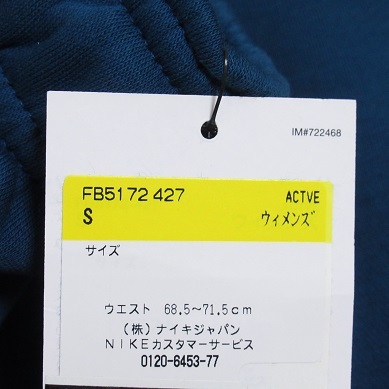 IM#722468
FB5172 427 ACTVE
S ウィメンズ
サイズ
ウエスト 68.5~71.5cm
(株)ナイキジャパン
NIKEカスタマーサービス
0120-6453-77